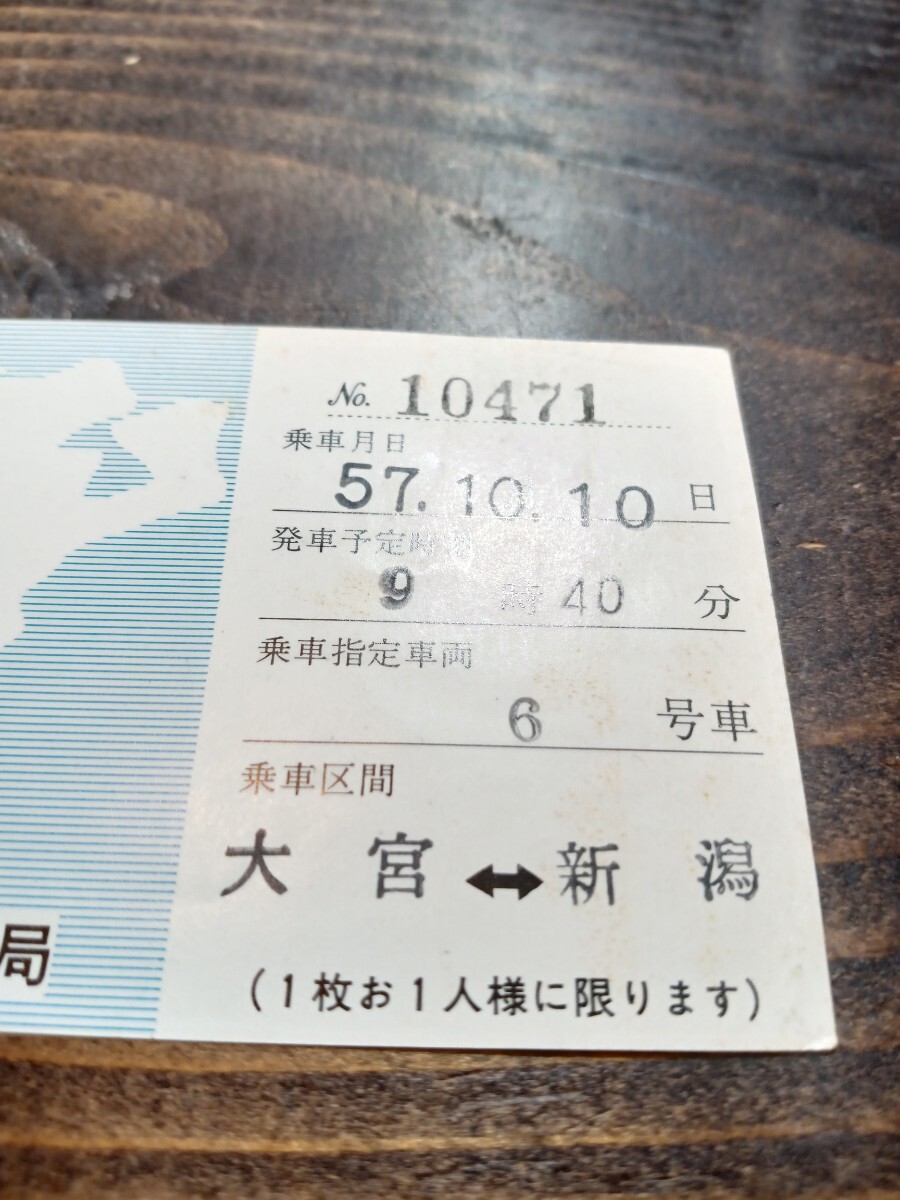 No. 10471
乗車月日
57.10.10 日
発車予定時刻
9 時 40 分
乗車指定車両
6 号車
乗車区間
大宮↔新潟
(1枚お1人様に限ります)
局